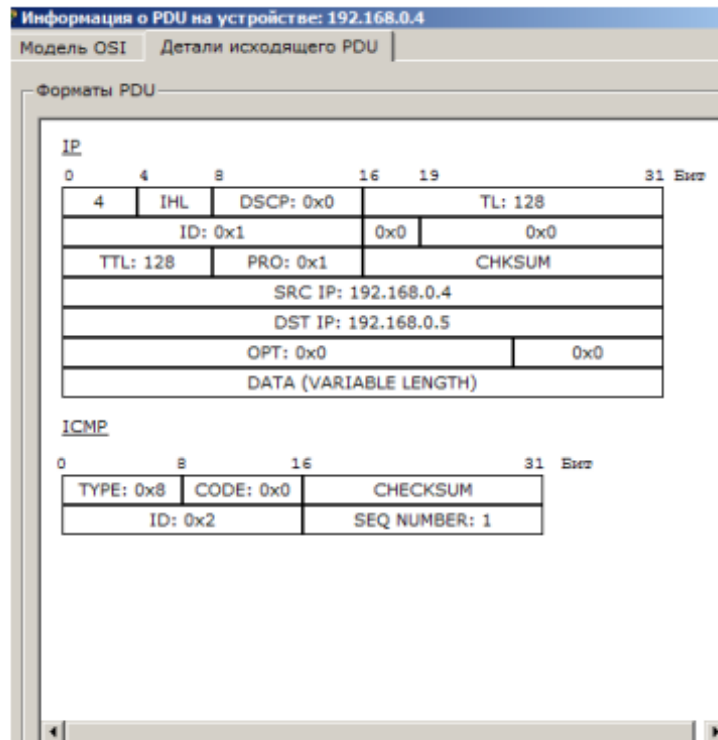 Информация о PDU на устройстве: 192.168.0.4
Модель OSI Детали исходящего PDU
Форматы PDU
IP
0 4 8 16 19 31 Бит
4 IHL DSCP: 0x0 TL: 128
ID: 0x1 0x0 0x0
TTL: 128 PRO: 0x1 CHKSUM
SRC IP: 192.168.0.4
DST IP: 192.168.0.5
OPT: 0x0 0x0
DATA (VARIABLE LENGTH)
ICMP
0 8 16 31 Бит
TYPE: 0x8 CODE: 0x0 CHECKSUM
ID: 0x2 SEQ NUMBER: 1